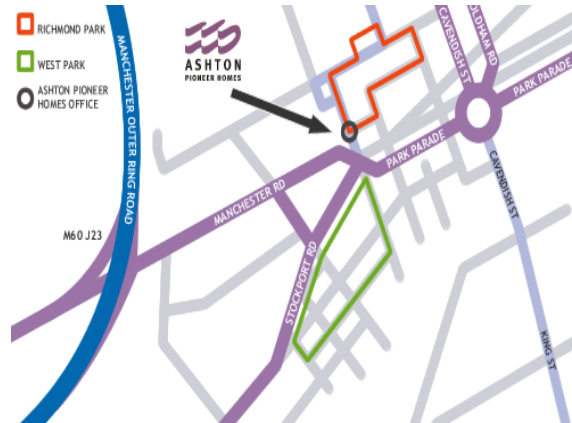 RICHMOND PARK
WEST PARK
ASHTON PIONEER
HOMES OFFICE
ASHTON
PIONEER HOMES
MANCHESTER OUTER RING ROAD
M60 J23
MANCHESTER RD
STOCKPORT RD
PARK PARADE
PARK PARADE
CAVENDISH ST
OLDHAM RD
CAVENDISH ST
KING ST